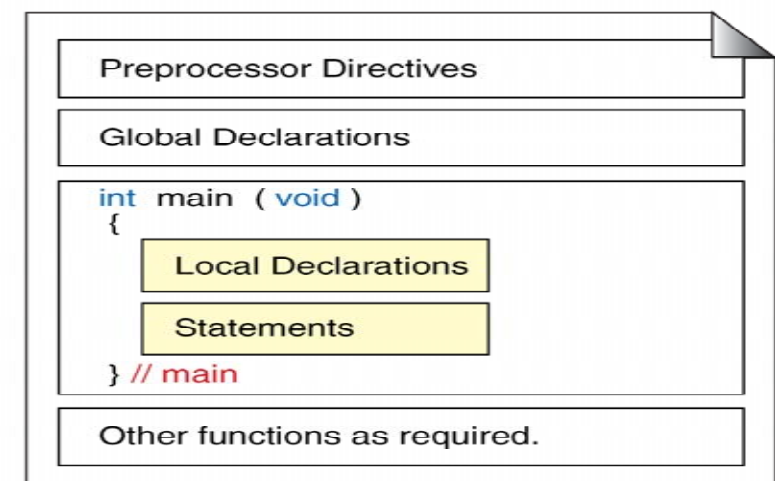 Preprocessor Directives
Global Declarations
int main ( void )
{
Local Declarations
Statements
} // main
Other functions as required.